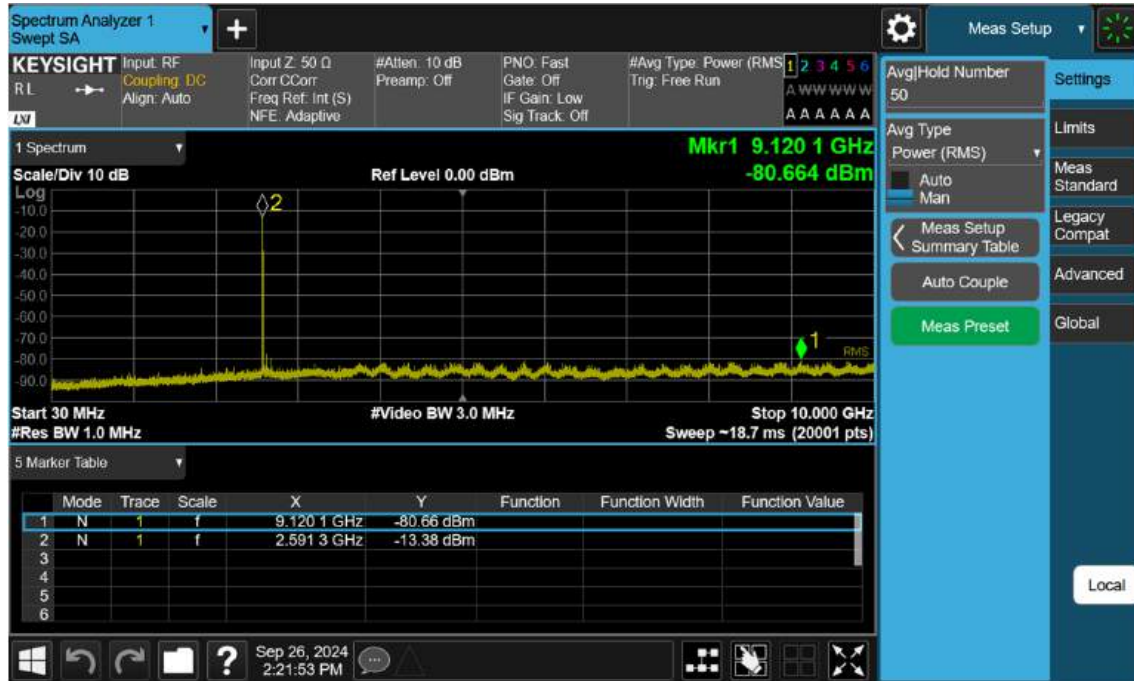 Spectrum Analyzer 1
Swept SA
+
Meas Setup
KEYSIGHT
RL
LXI
Input: RF
Coupling: DC
Align: Auto
Input Z: 50 Ω
Corr CCorr
Freq Ref: Int (S)
NFE: Adaptive
#Atten: 10 dB
Preamp: Off
PNO: Fast
Gate: Off
IF Gain: Low
Sig Track: Off
#Avg Type: Power (RMS
Trig: Free Run
1 2 3 4 5 6
A W W W W W
A A A A A A
1 Spectrum
Scale/Div 10 dB
Ref Level 0.00 dBm
Mkr1 9.120 1 GHz
-80.664 dBm
Log
-10.0
-20.0
-30.0
-40.0
-50.0
-60.0
-70.0
-80.0
-90.0
2
1
RMS
Start 30 MHz
#Video BW 3.0 MHz
Stop 10.000 GHz
#Res BW 1.0 MHz
Sweep ~18.7 ms (20001 pts)
5 Marker Table
Mode Trace Scale X Y Function Function Width Function Value
1 N 1 f 9.120 1 GHz -80.66 dBm
2 N 1 f 2.591 3 GHz -13.38 dBm
3
4
5
6
Sep 26, 2024
2:21:53 PM
?
Avg|Hold Number
50
Avg Type
Power (RMS)
Auto
Man
Meas Setup
Summary Table
Auto Couple
Meas Preset
Settings
Limits
Meas
Standard
Legacy
Compat
Advanced
Global
Local